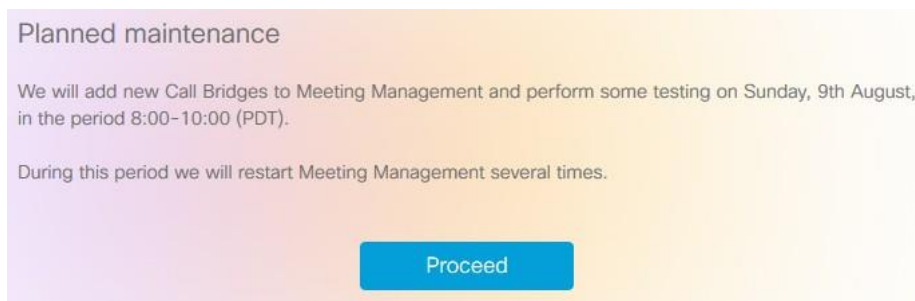 Planned maintenance
We will add new Call Bridges to Meeting Management and perform some testing on Sunday, 9th August,
in the period 8:00-10:00 (PDT).
During this period we will restart Meeting Management several times.
Proceed